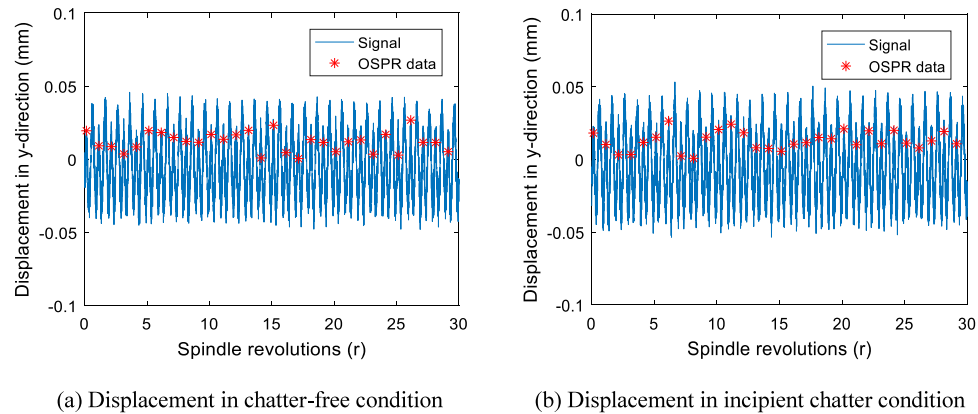 0.1
0.05
0
-0.05
-0.1
Displacement in y-direction (mm)
Signal
OSPR data
0 5 10 15 20 25 30
Spindle revolutions (r)
(a) Displacement in chatter-free condition
0.1
0.05
0
-0.05
-0.1
Displacement in y-direction (mm)
Signal
OSPR data
0 5 10 15 20 25 30
Spindle revolutions (r)
(b) Displacement in incipient chatter condition